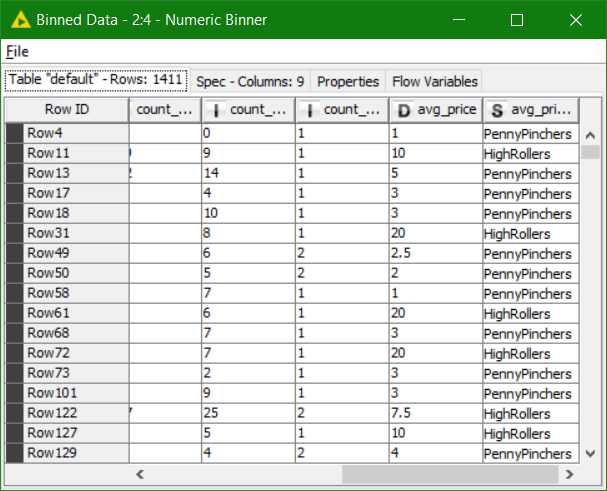 Binned Data - 2:4 - Numeric Binner
File
Table "default" - Rows: 1411 Spec - Columns: 9 Properties Flow Variables
Row ID count_... I count_... I count_... D avg_price S avg_pri...
Row4 0 1 1 PennyPinchers
Row11 9 1 10 HighRollers
Row13 14 1 5 PennyPinchers
Row17 4 1 3 PennyPinchers
Row18 10 1 3 PennyPinchers
Row31 8 1 20 HighRollers
Row49 6 2 2.5 PennyPinchers
Row50 5 2 2 PennyPinchers
Row58 7 1 1 PennyPinchers
Row61 6 1 20 HighRollers
Row68 7 1 3 PennyPinchers
Row72 7 1 20 HighRollers
Row73 2 1 3 PennyPinchers
Row101 9 1 3 PennyPinchers
Row122 25 2 7.5 HighRollers
Row127 5 1 10 HighRollers
Row129 4 2 4 PennyPinchers